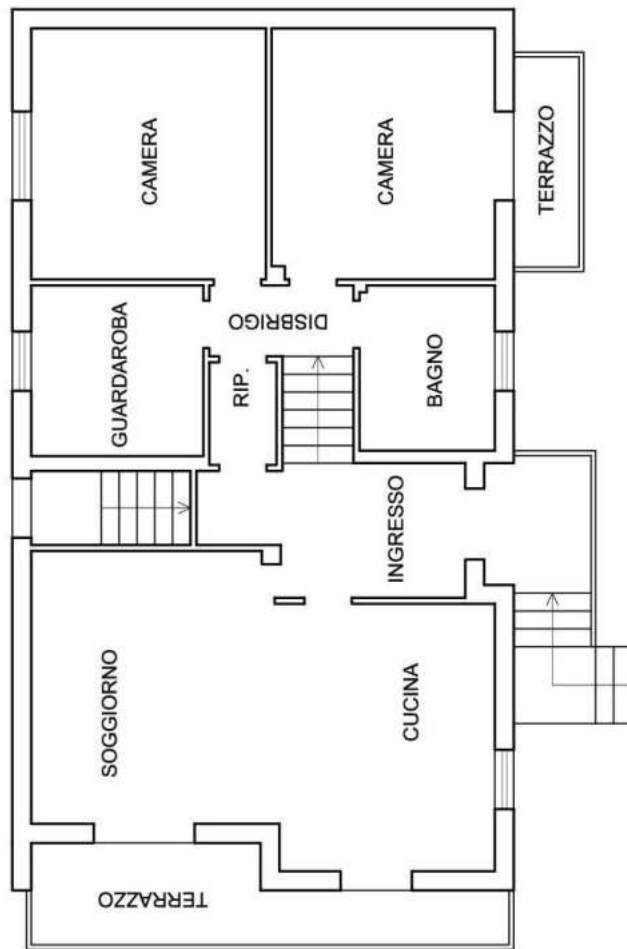 CAMERA
CAMERA
TERRAZZO
GUARDAROBA
DISBRIGO
RIP.
BAGNO
INGRESSO
SOGGIORNO
CUCINA
TERRAZZO